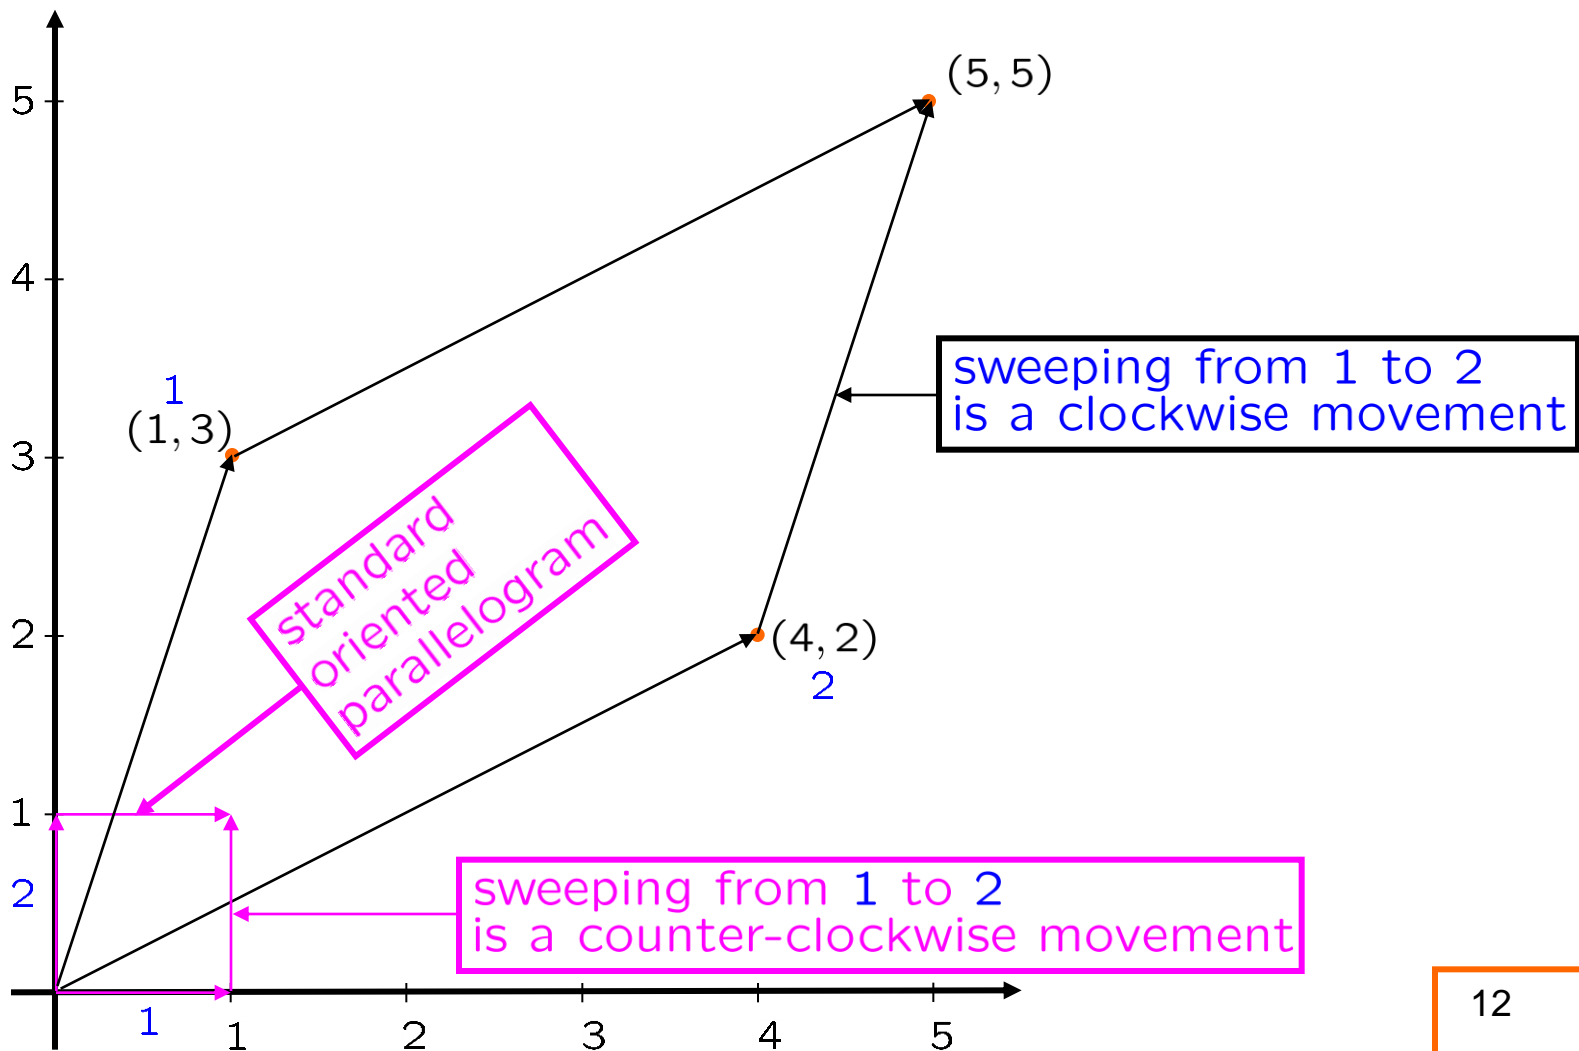 (5,5)
5
4
sweeping from 1 to 2
is a clockwise movement
1
(1,3)
3
standard
oriented
parallelogram
2
(4,2)
2
1
2
sweeping from 1 to 2
is a counter-clockwise movement
1
1
2
3
4
5
12